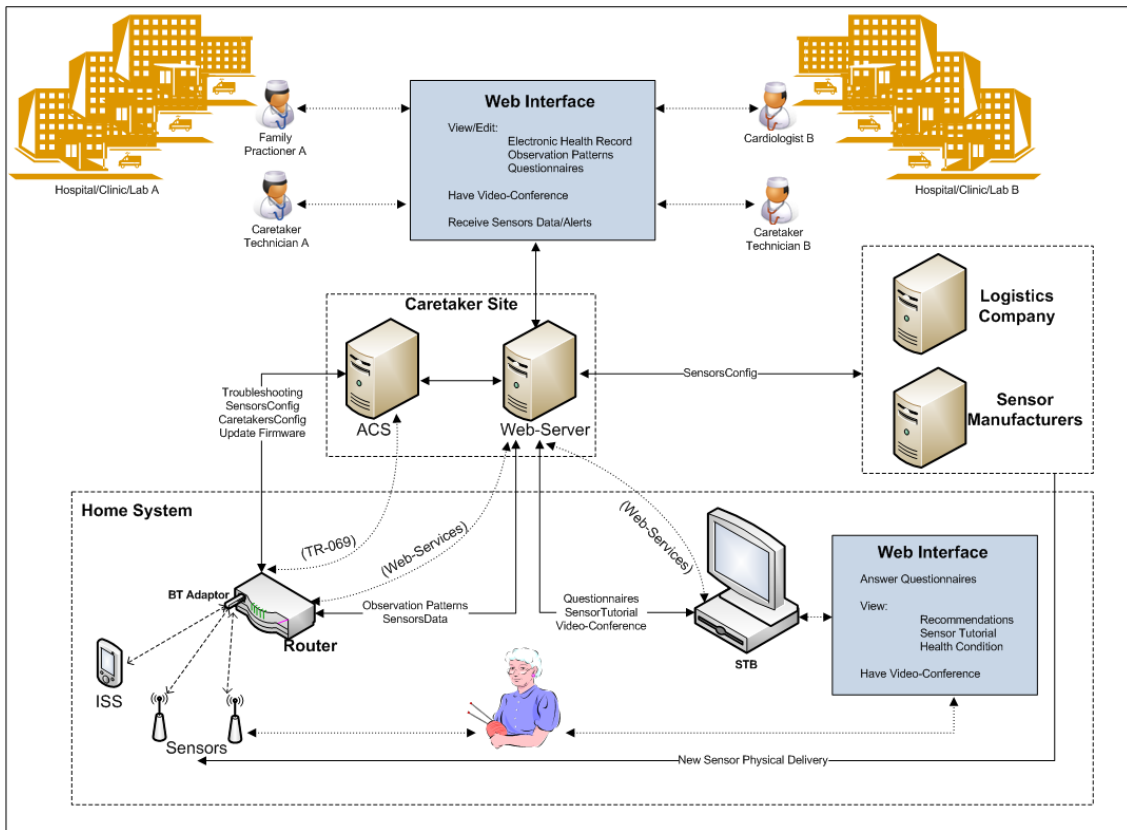 Web Interface
View/Edit:
Electronic Health Record
Observation Patterns
Questionnaires
Have Video-Conference
Receive Sensors Data/Alerts
Family
Practioner A
Cardiologist B
Hospital/Clinic/Lab A
Hospital/Clinic/Lab B
Caretaker
Technician A
Caretaker
Technician B
Caretaker Site
ACS
Web-Server
Logistics
Company
Sensor
Manufacturers
SensorsConfig
Troubleshooting
SensorsConfig
CaretakersConfig
Update Firmware
Home System
(TR-069)
(Web-Services)
(Web-Services)
BT Adaptor
Router
Observation Patterns
SensorsData
Questionnaires
SensorTutorial
Video-Conference
STB
Web Interface
Answer Questionnaires
View:
Recommendations
Sensor Tutorial
Health Condition
Have Video-Conference
ISS
Sensors
New Sensor Physical Delivery